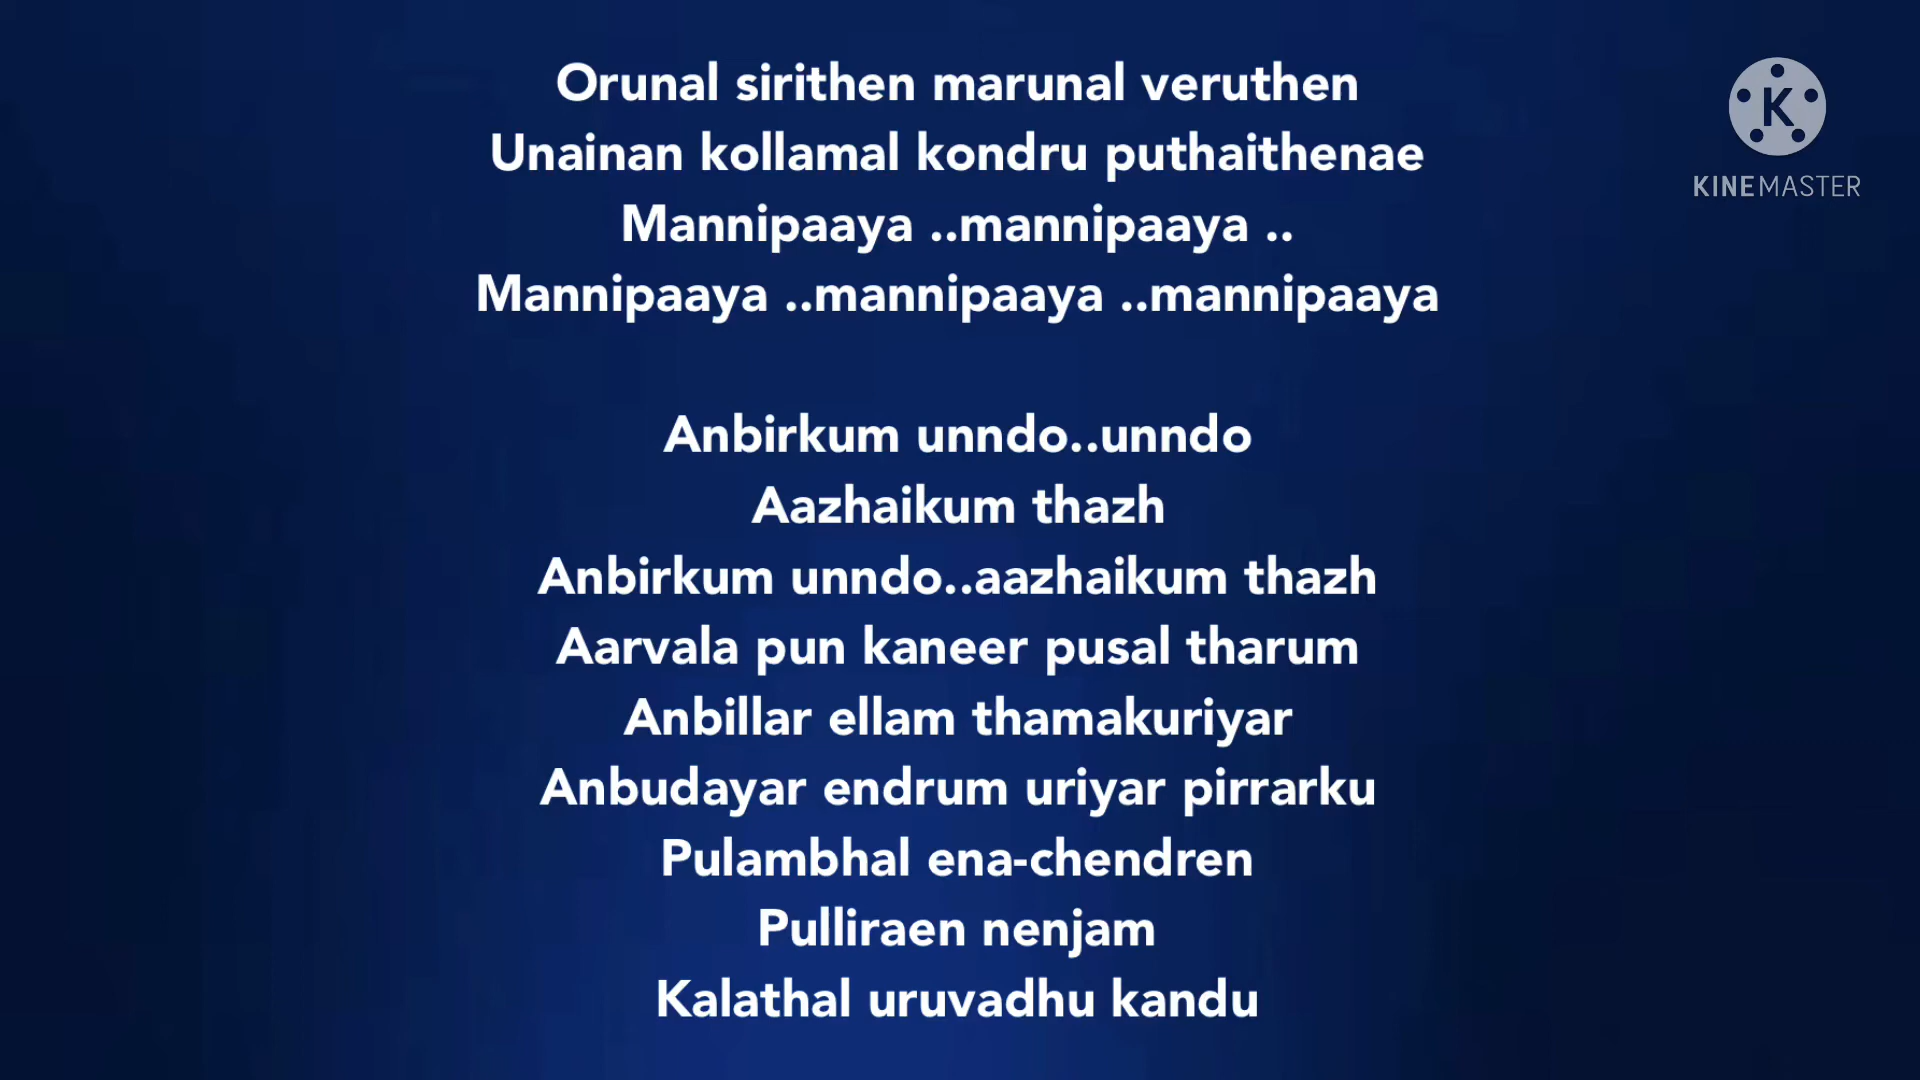 Orunal sirithen marunal veruthen
Unainan kollamal kondru puthaithenae
Mannipaaya ..mannipaaya ..
Mannipaaya ..mannipaaya ..mannipaaya
Anbirkum unndo..unndo
Aazhaikum thazh
Anbirkum unndo..aazhaikum thazh
Aarvala pun kaneer pusal tharum
Anbillar ellam thamakuriyar
Anbudayar endrum uriyar pirrarku
Pulambhal ena-chendren
Pulliraen nenjam
Kalathal uruvadhu kandu
K
KINEMASTER